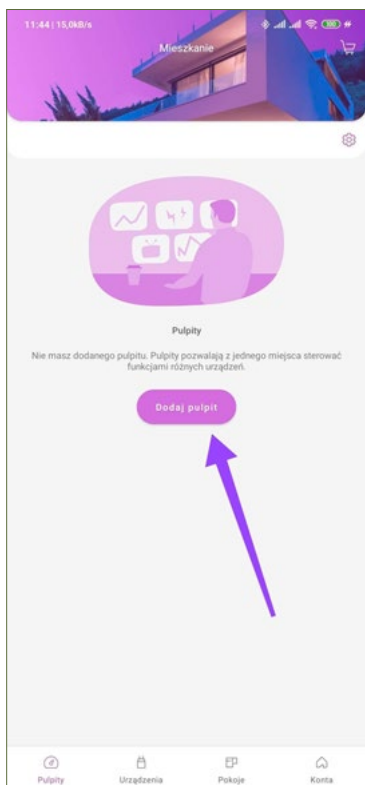 11:44 | 15,0kB/s
100
Mieszkanie
Pulpity
Nie masz dodanego pulpitu. Pulpity pozwalają z jednego miejsca sterować
funkcjami różnych urządzeń.
Dodaj pulpit
Pulpity Urządzenia Pokoje Konta